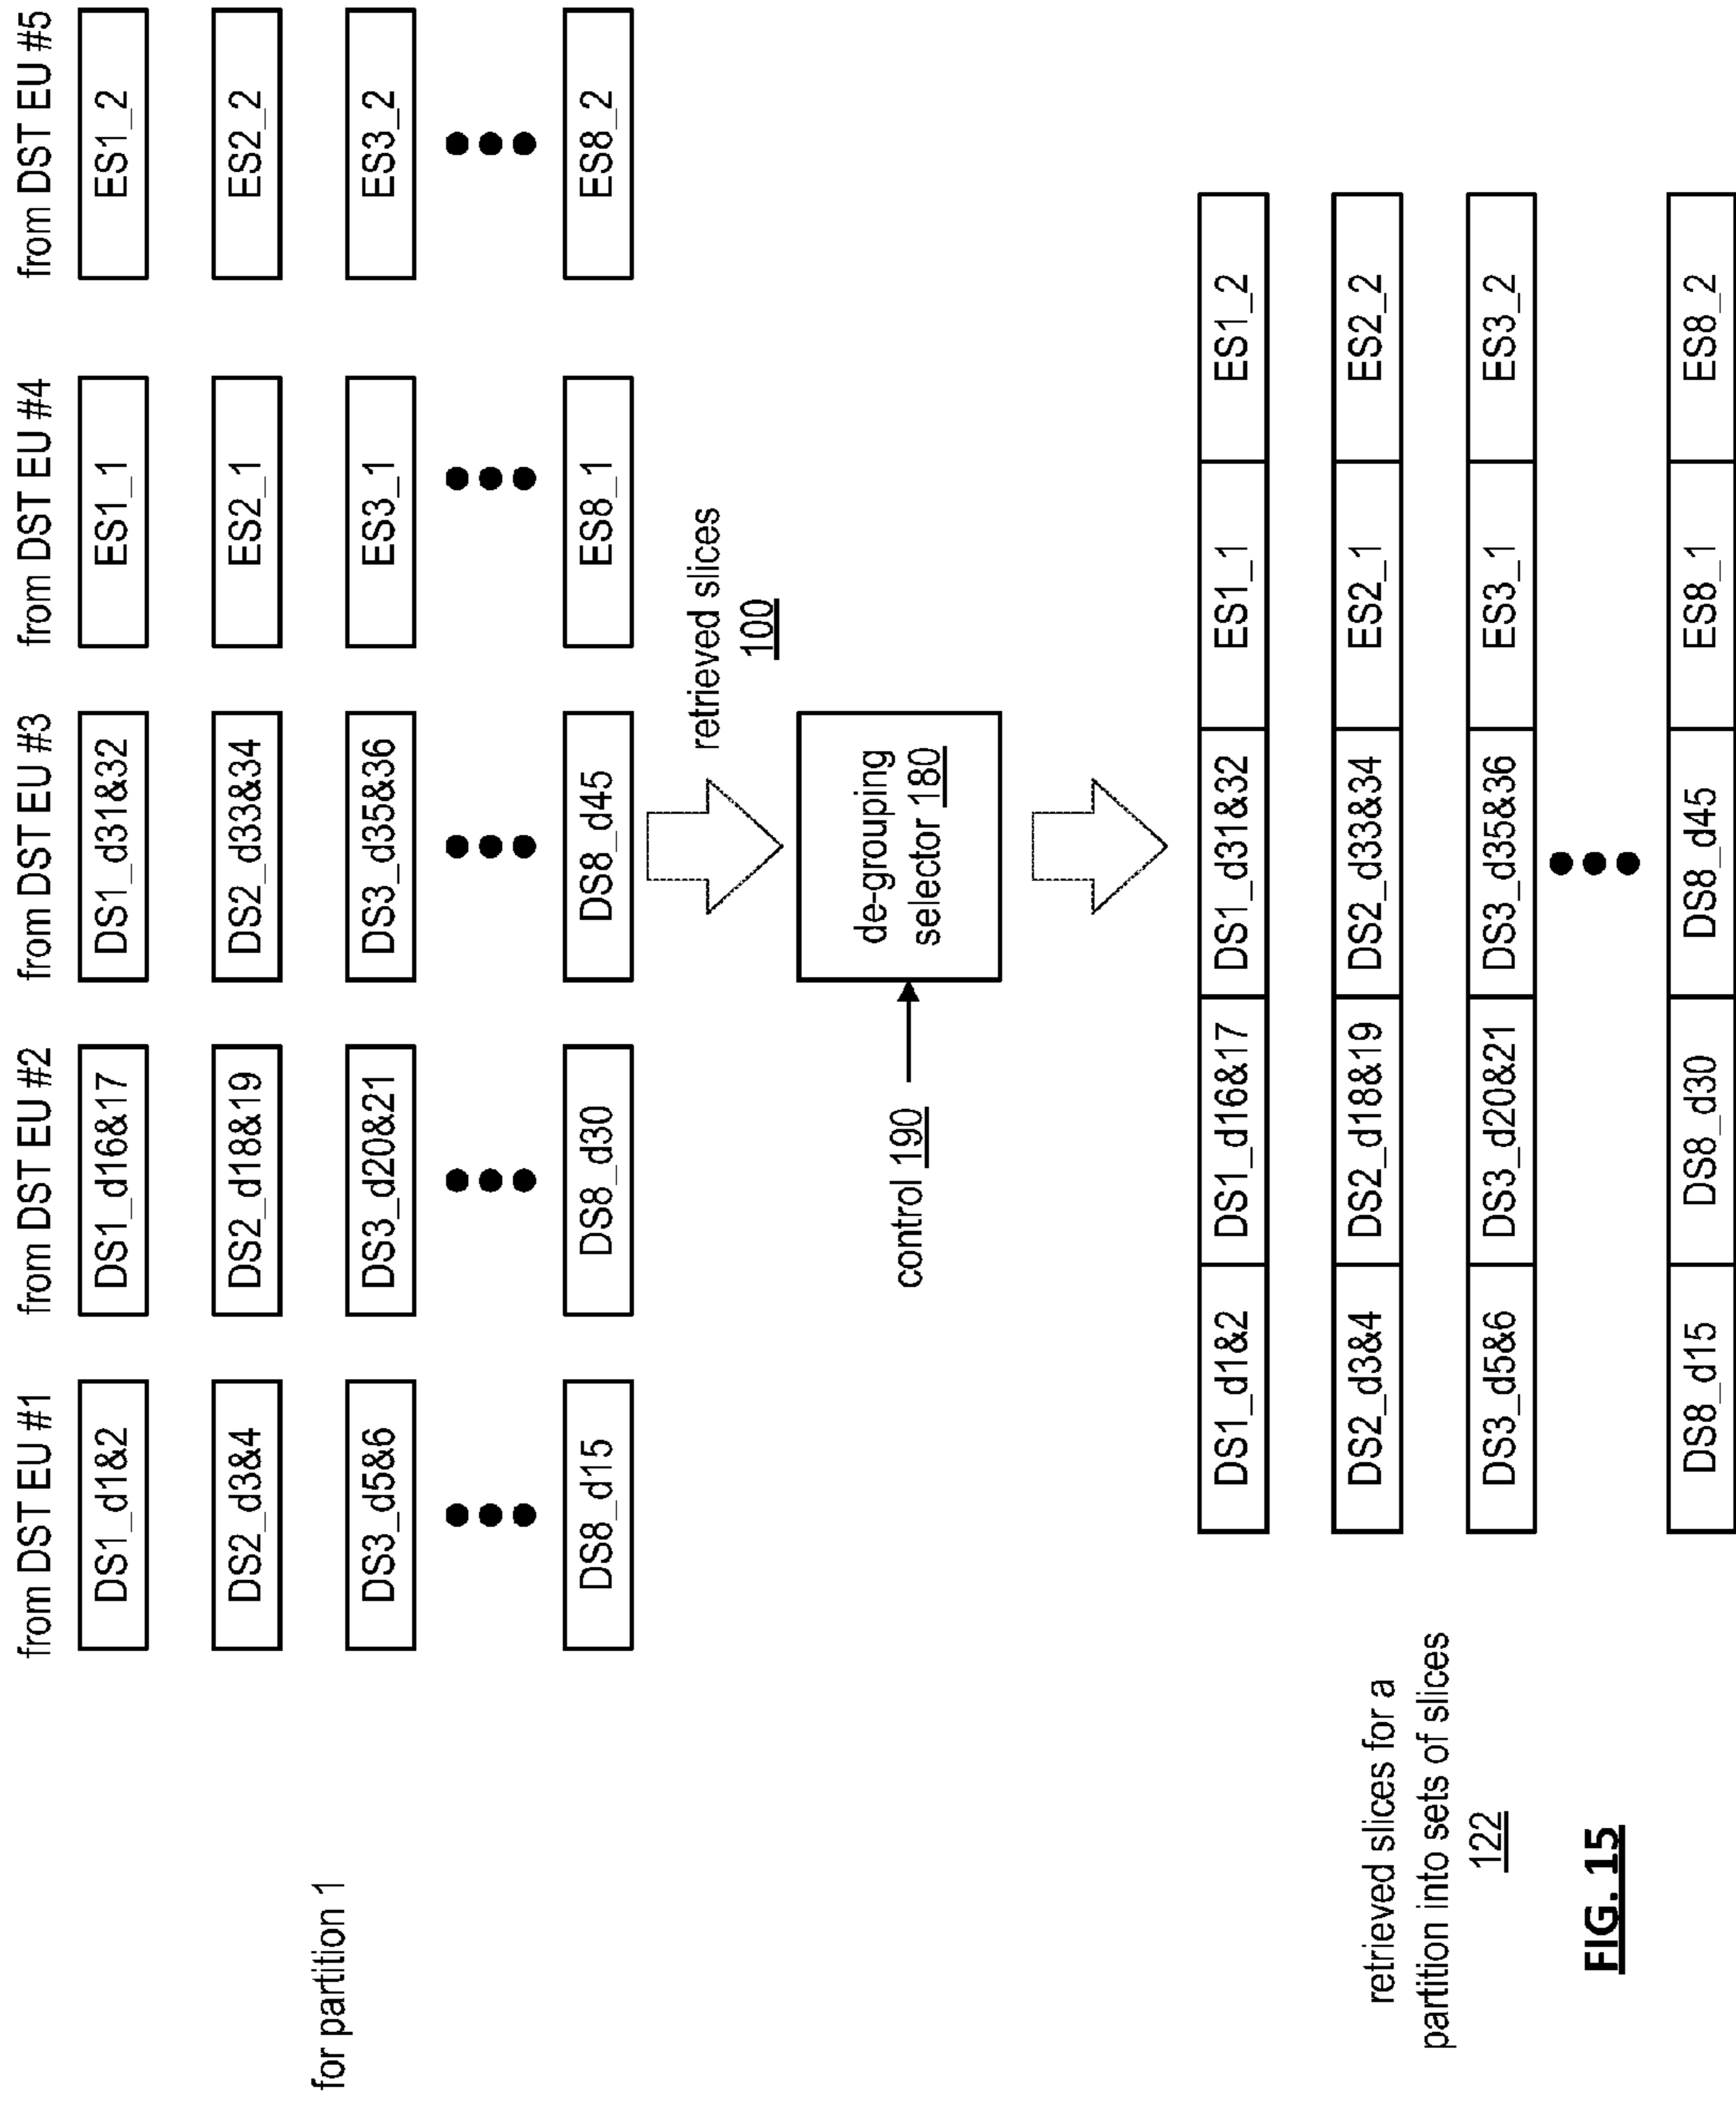 from DST EU #1
from DST EU #2
from DST EU #3
from DST EU #4
from DST EU #5
DS1_d1&2
DS1_d16&17
DS1_d31&32
ES1_1
ES1_2
DS2_d3&4
DS2_d18&19
DS2_d33&34
ES2_1
ES2_2
for partition 1
DS3_d5&6
DS3_d20&21
DS3_d35&36
ES3_1
ES3_2
DS8_d15
DS8_d30
DS8_d45
ES8_1
ES8_2
retrieved slices
100
control 190
de-grouping
selector 180
DS1_d1&2
DS1_d16&17
DS1_d31&32
ES1_1
ES1_2
DS2_d3&4
DS2_d18&19
DS2_d33&34
ES2_1
ES2_2
DS3_d5&6
DS3_d20&21
DS3_d35&36
ES3_1
ES3_2
DS8_d15
DS8_d30
DS8_d45
ES8_1
ES8_2
retrieved slices for a
partition into sets of slices
122
FIG. 15